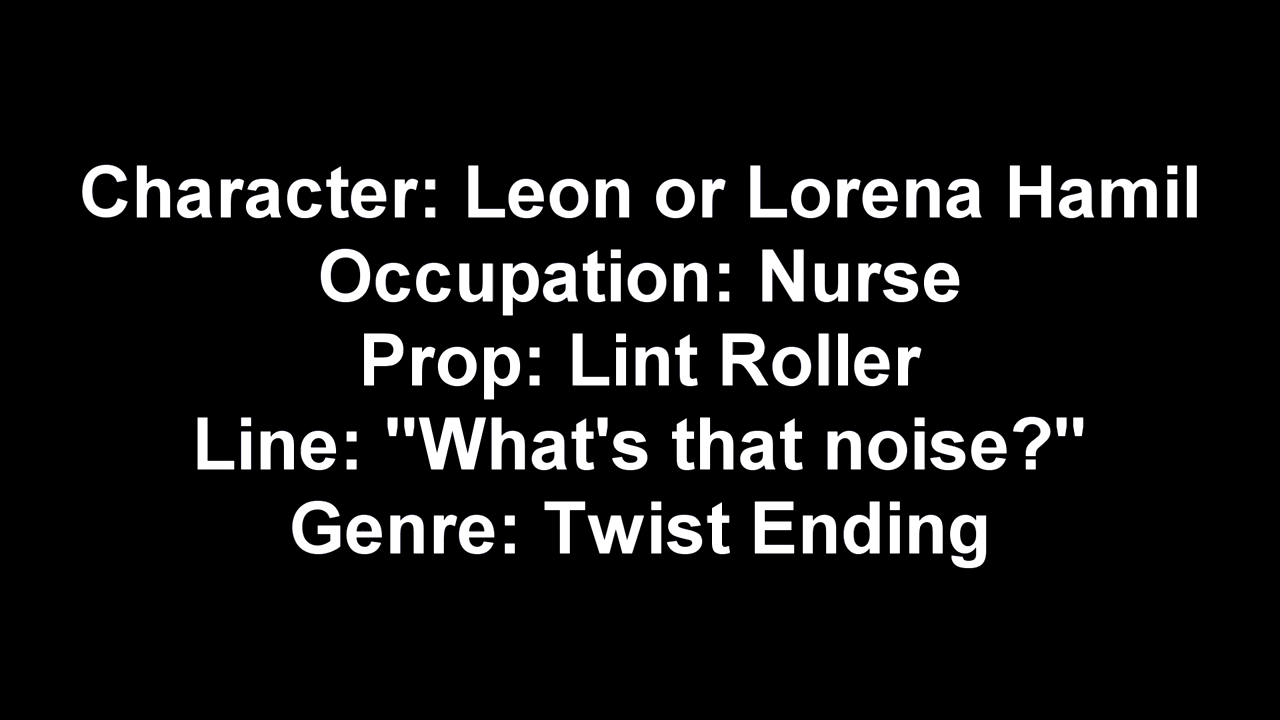 Character: Leon or Lorena Hamil
Occupation: Nurse
Prop: Lint Roller
Line: "What's that noise?"
Genre: Twist Ending